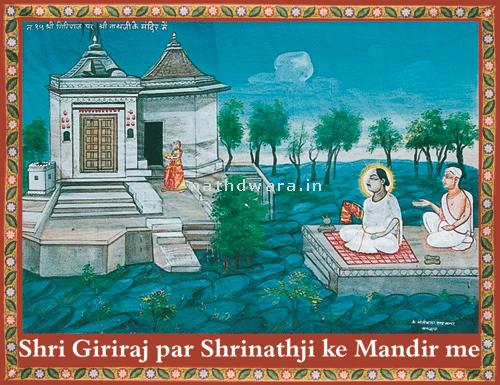 नं १५ श्री गिरिराज पर श्री नाथजी के मंदिर में
nathdwara.in
Shri Giriraj par Shrinathji ke Mandir me